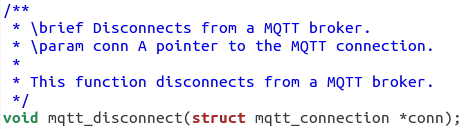 /**
 * \brief Disconnects from a MQTT broker.
 * \param conn A pointer to the MQTT connection.
 *
 * This function disconnects from a MQTT broker.
 */
void mqtt_disconnect(struct mqtt_connection *conn);